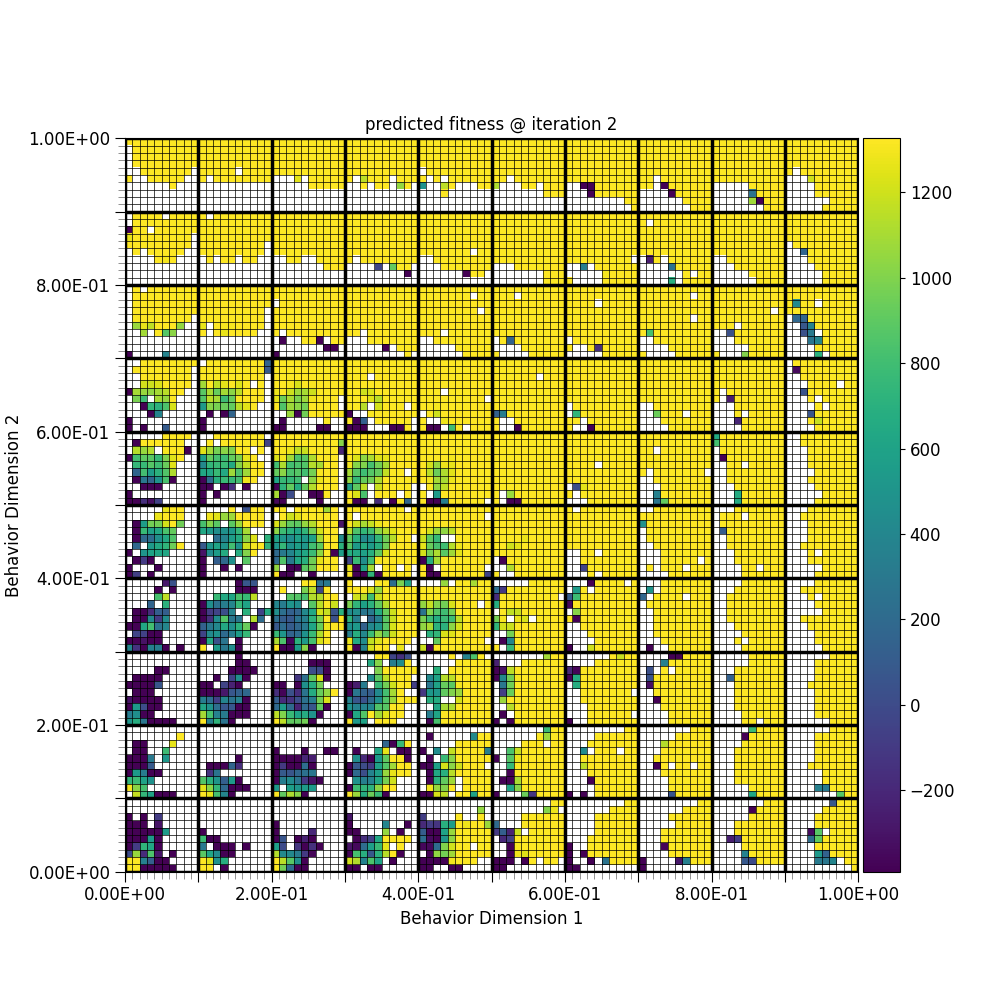 predicted fitness @ iteration 2
1.00E+00
8.00E-01
6.00E-01
4.00E-01
2.00E-01
0.00E+00
Behavior Dimension 2
0.00E+00 2.00E-01 4.00E-01 6.00E-01 8.00E-01 1.00E+00
Behavior Dimension 1
1200
1000
800
600
400
200
0
−200